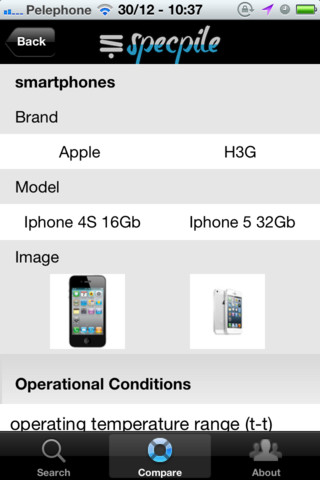 Pelephone 30/12 - 10:37
Back
specpile
smartphones
Brand
Apple H3G
Model
Iphone 4S 16Gb Iphone 5 32Gb
Image
Operational Conditions
operating temperature range (t-t)
Search Compare About